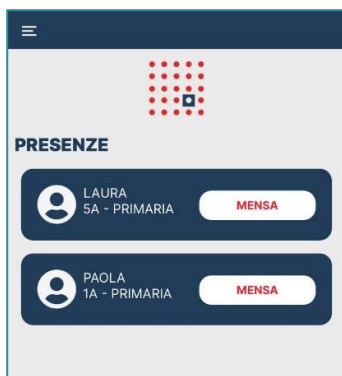 PRESENZE
LAURA
5A - PRIMARIA
MENSA
PAOLA
1A - PRIMARIA
MENSA